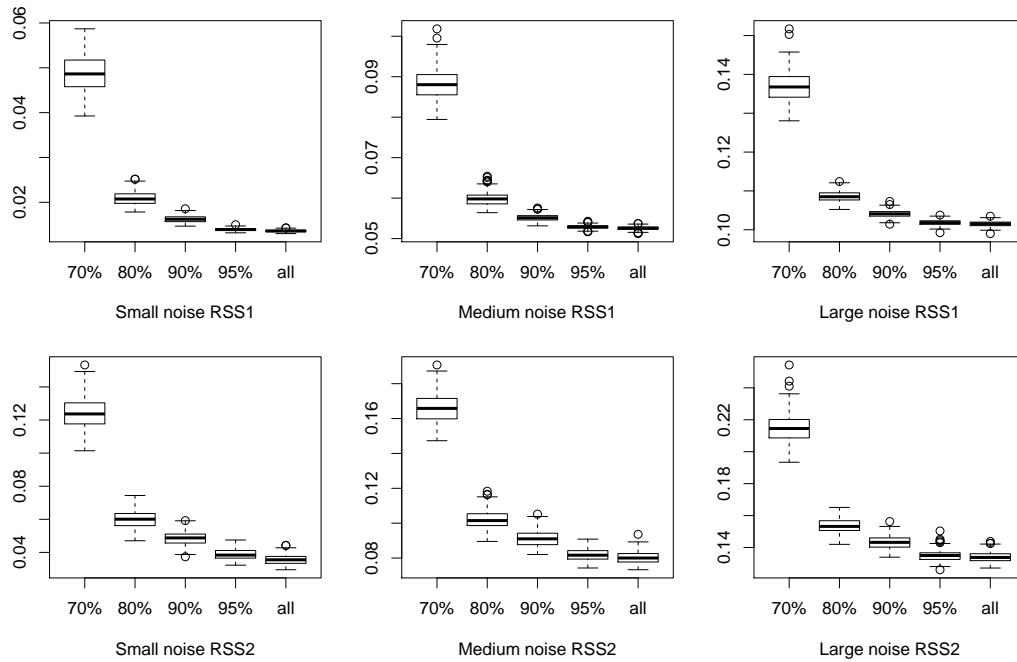 0.06
0.04
0.02
70% 80% 90% 95% all
Small noise RSS1
0.09
0.07
0.05
70% 80% 90% 95% all
Medium noise RSS1
0.14
0.12
0.10
70% 80% 90% 95% all
Large noise RSS1
0.12
0.08
0.04
70% 80% 90% 95% all
Small noise RSS2
0.16
0.12
0.08
70% 80% 90% 95% all
Medium noise RSS2
0.22
0.18
0.14
70% 80% 90% 95% all
Large noise RSS2